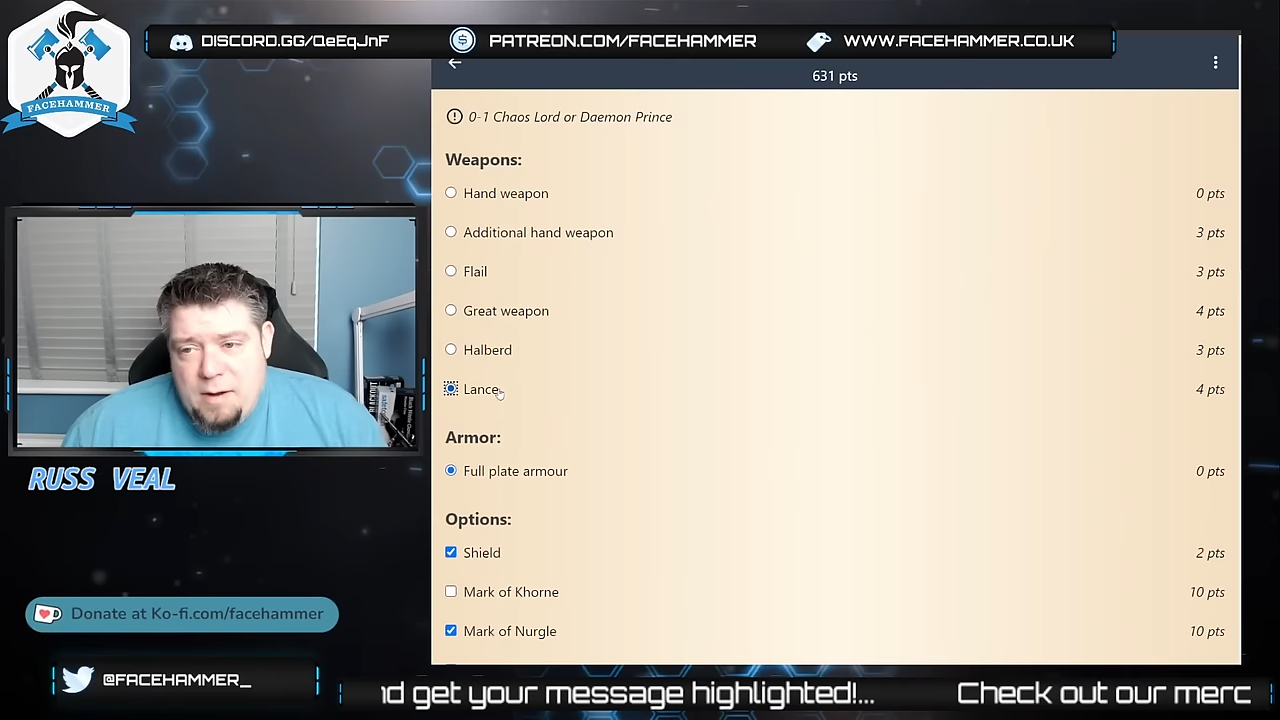 DISCORD.GG/QeEqJnF
PATREON.COM/FACEHAMMER
WWW.FACEHAMMER.CO.UK
FACEHAMMER
631 pts
0-1 Chaos Lord or Daemon Prince
Weapons:
Hand weapon 0 pts
Additional hand weapon 3 pts
Flail 3 pts
Great weapon 4 pts
Halberd 3 pts
Lance 4 pts
Armor:
Full plate armour 0 pts
Options:
Shield 2 pts
Mark of Khorne 10 pts
Mark of Nurgle 10 pts
BLACKOUT
RUSS VEAL
Donate at Ko-fi.com/facehammer
@FACEHAMMER_
nd get your message highlighted!... Check out our merc